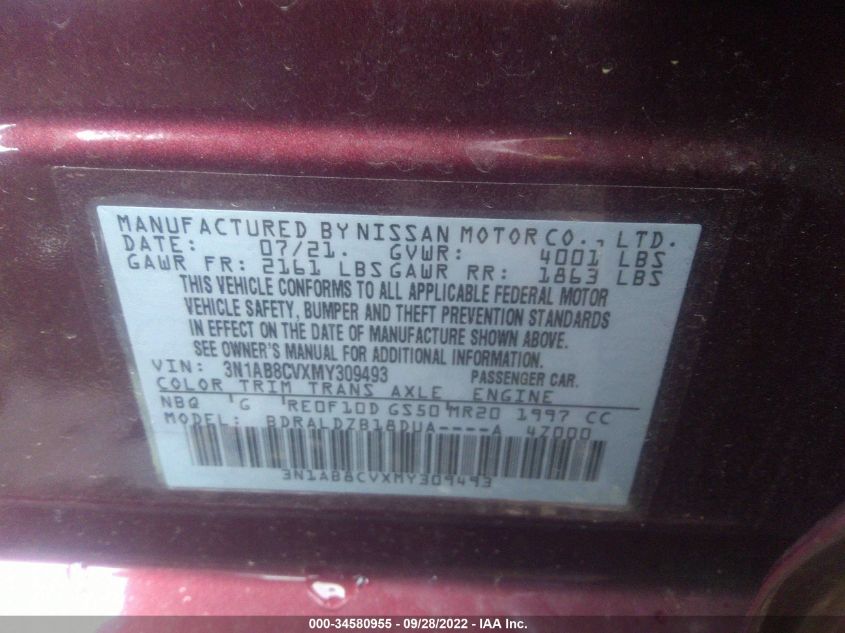 MANUFACTURED BY NISSAN MOTOR CO., LTD.
DATE: 07/21. GVWR: 4001 LBS
GAWR FR: 2161 LBS GAWR RR: 1863 LBS
THIS VEHICLE CONFORMS TO ALL APPLICABLE FEDERAL MOTOR
VEHICLE SAFETY, BUMPER AND THEFT PREVENTION STANDARDS
IN EFFECT ON THE DATE OF MANUFACTURE SHOWN ABOVE.
SEE OWNER'S MANUAL FOR ADDITIONAL INFORMATION
VIN: 3N1AB8CVXMY309493 PASSENGER CAR.
COLOR TRIM TRANS AXLE ENGINE
NBQ G RE0F10D GS50 MR20 1997 CC
MODEL: BDRALDZB18DUA----A 47000
3N1AB8CVXMY309493
000-34580955 - 09/28/2022 - IAA Inc.